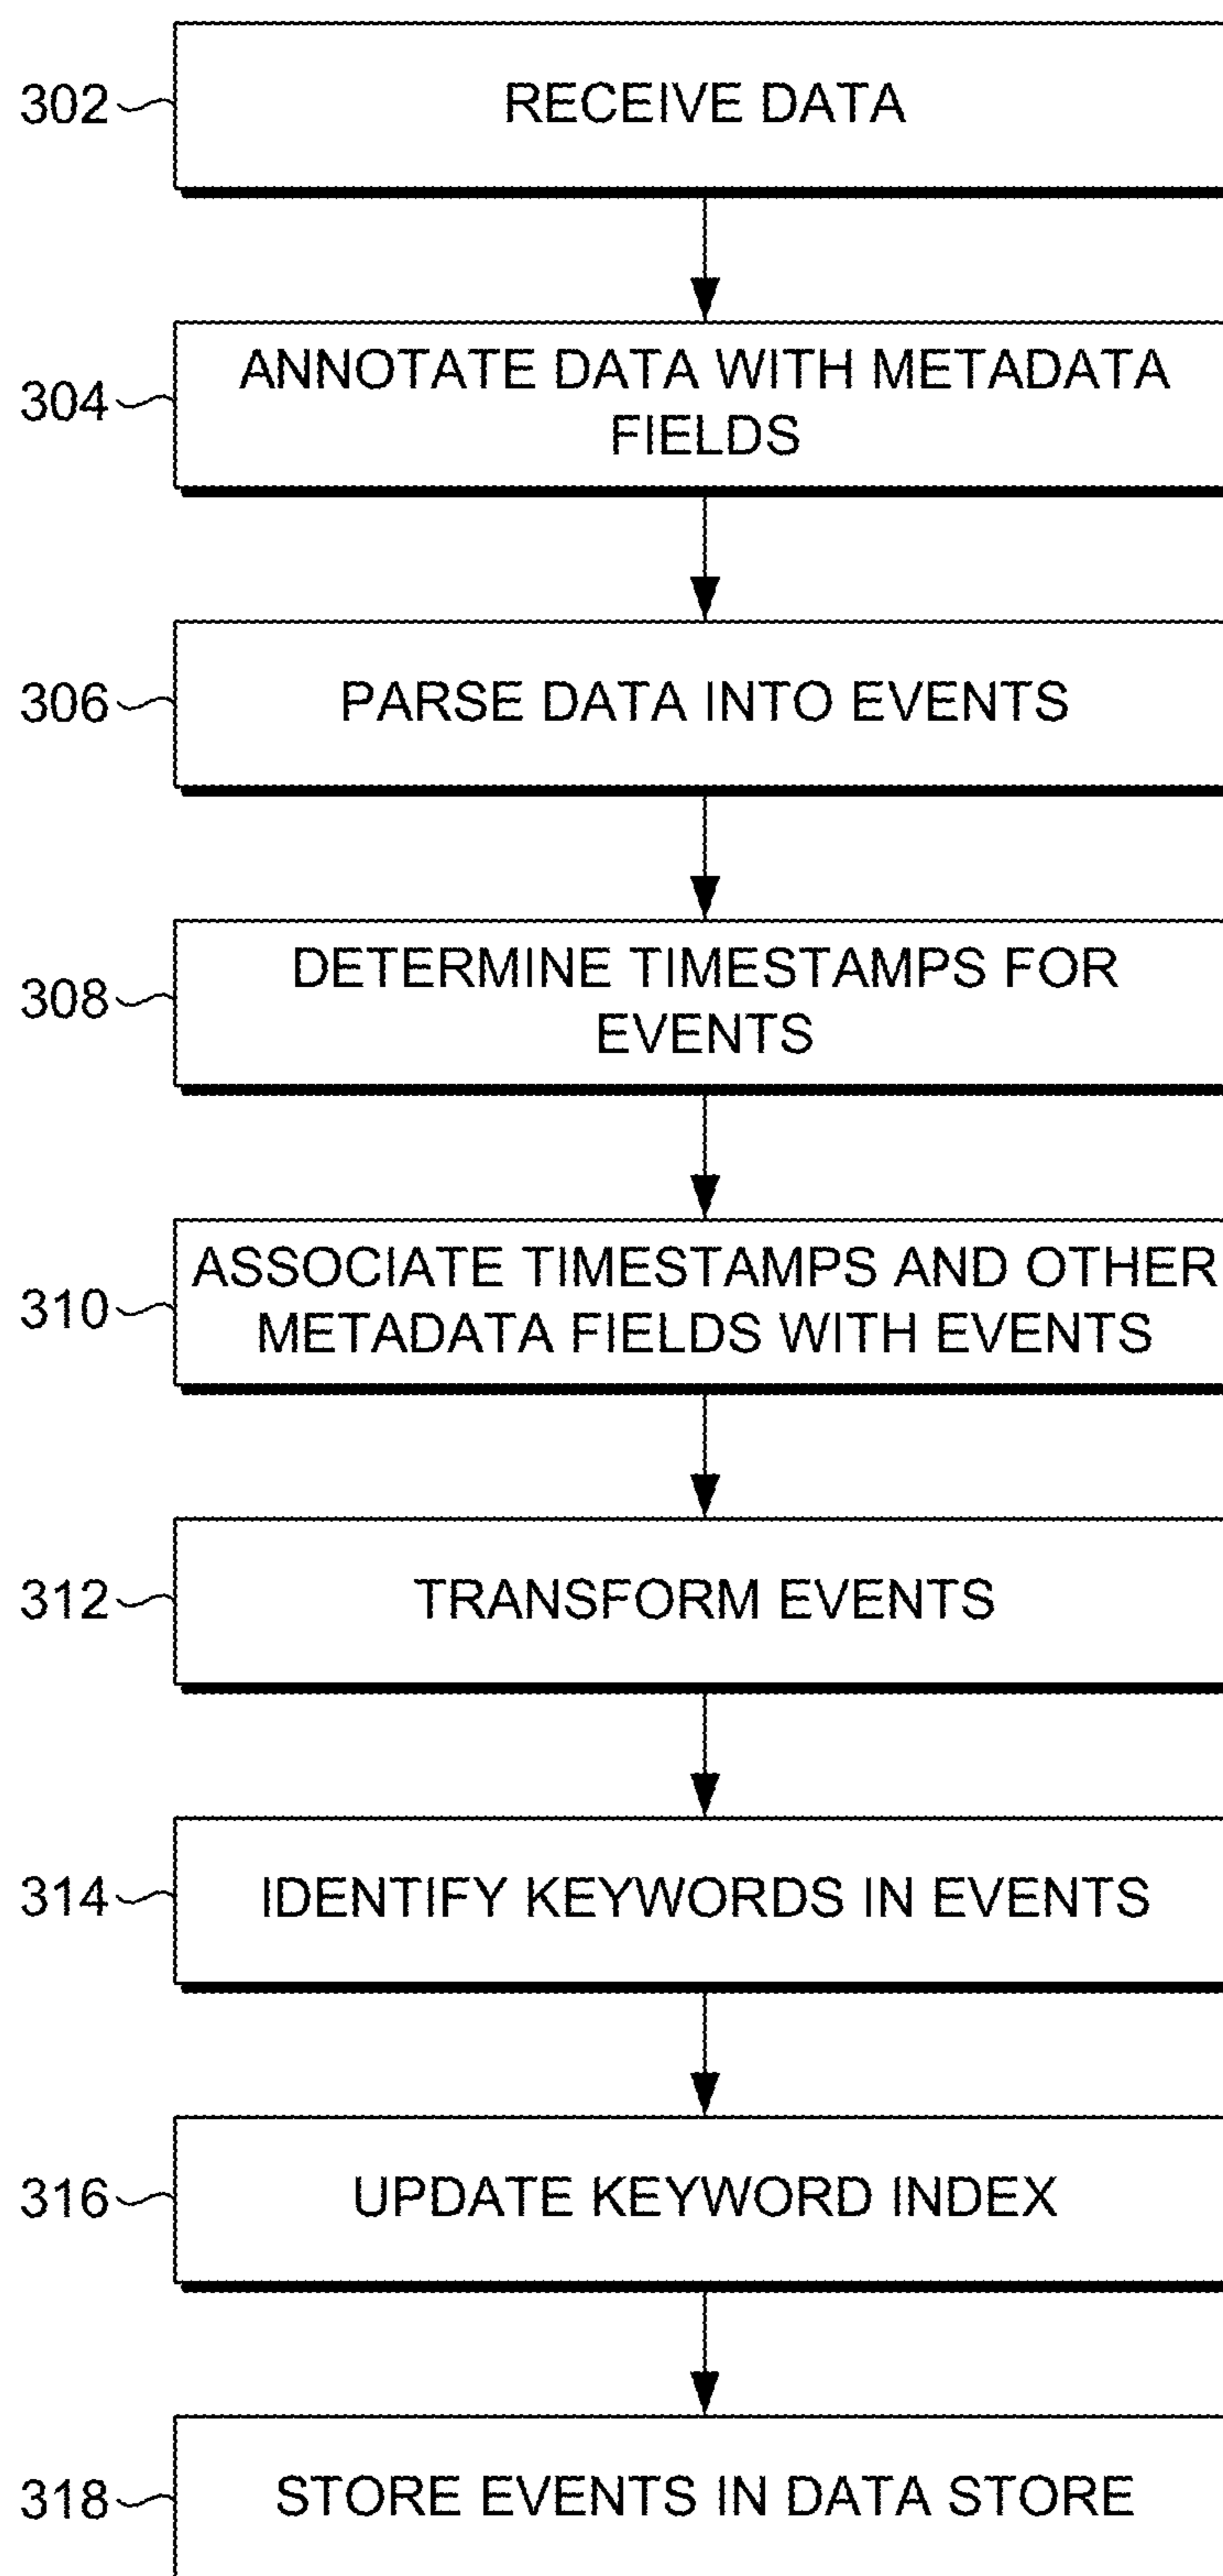 302
RECEIVE DATA
304
ANNOTATE DATA WITH METADATA
FIELDS
306
PARSE DATA INTO EVENTS
308
DETERMINE TIMESTAMPS FOR
EVENTS
310
ASSOCIATE TIMESTAMPS AND OTHER
METADATA FIELDS WITH EVENTS
312
TRANSFORM EVENTS
314
IDENTIFY KEYWORDS IN EVENTS
316
UPDATE KEYWORD INDEX
318
STORE EVENTS IN DATA STORE